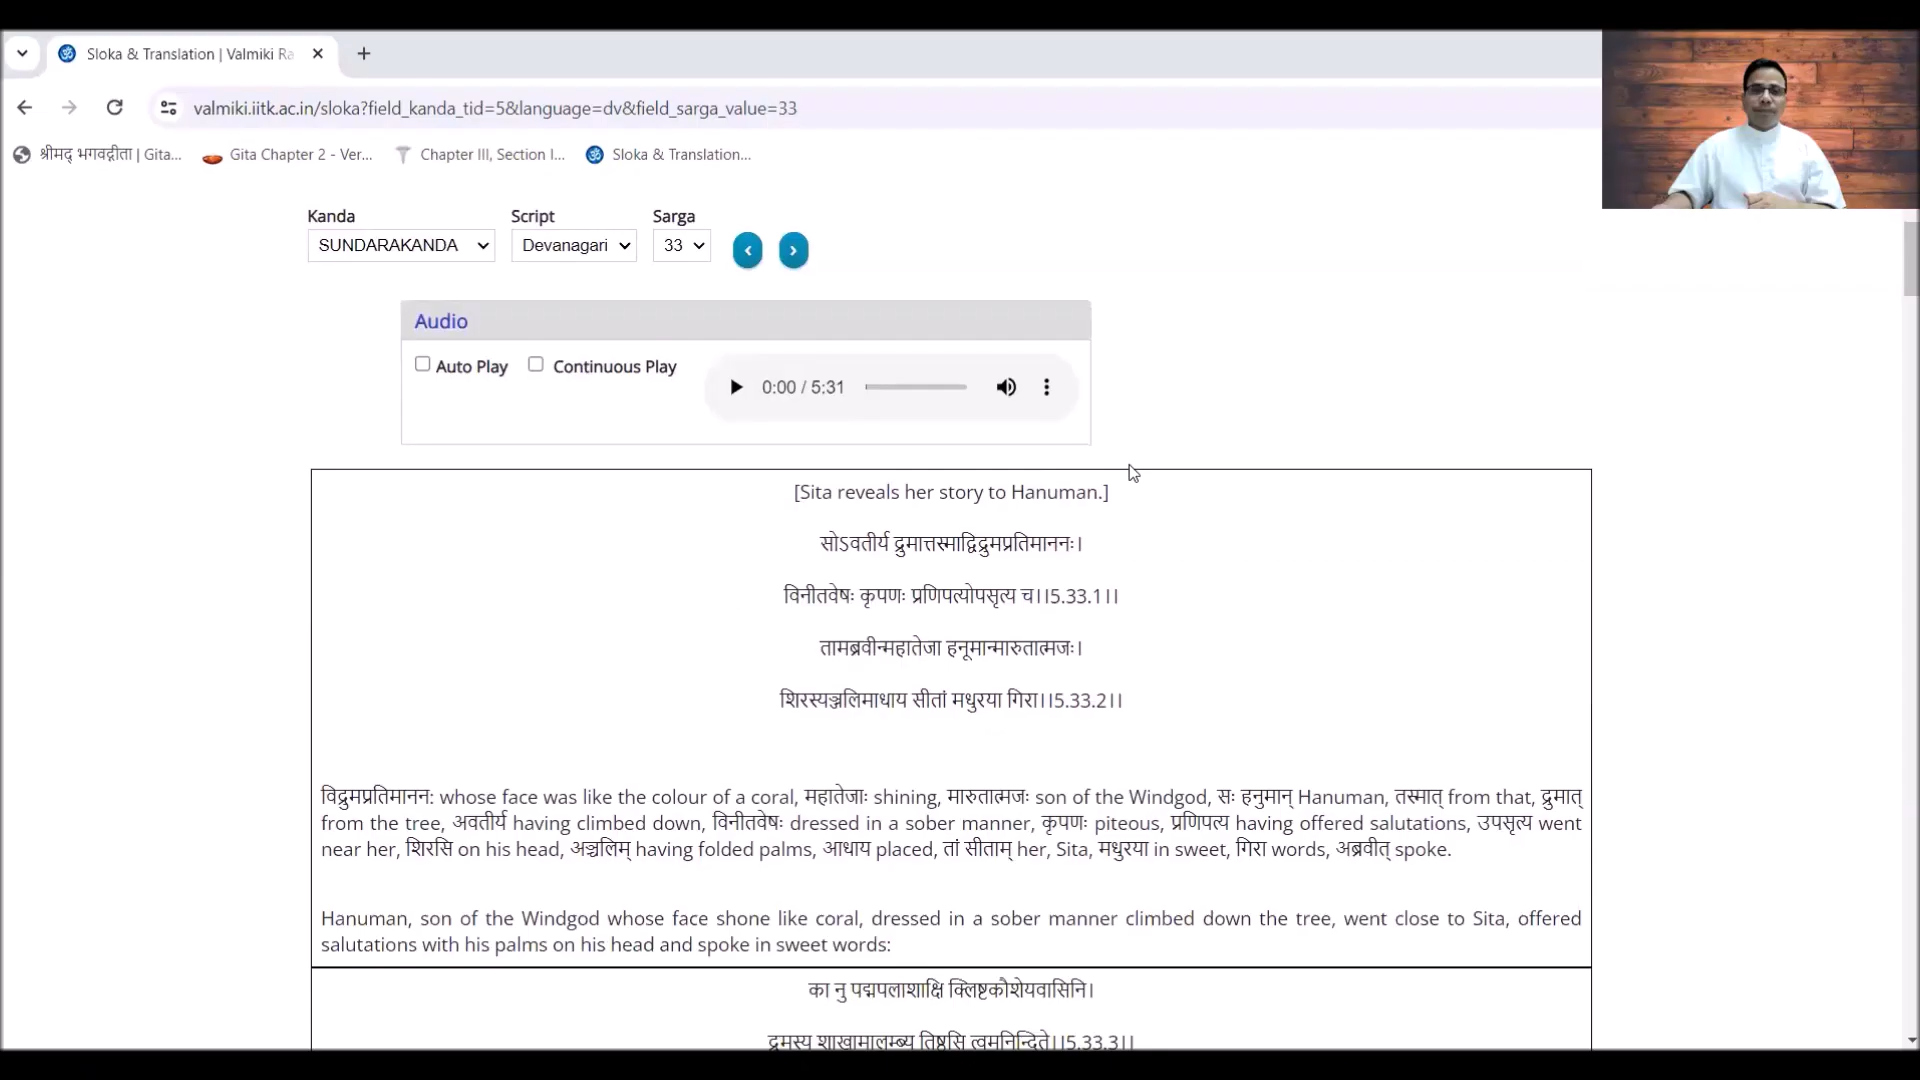 Sloka & Translation | Valmiki Ra
valmiki.iitk.ac.in/sloka?field_kanda_tid=5&language=dv&field_sarga_value=33
श्रीमद् भगवद्गीता | Gita...
Gita Chapter 2 - Ver...
Chapter III, Section I...
Sloka & Translation...
Kanda
Script
Sarga
SUNDARAKANDA
Devanagari
33
Audio
Auto Play
Continuous Play
0:00 / 5:31
[Sita reveals her story to Hanuman.]
सोऽवतीर्य द्रुमात्तस्माद्विद्रुमप्रतिमाननः।
विनीतवेषः कृपणः प्रणिपत्योपसृत्य च।।5.33.1।।
तामब्रवीन्महातेजा हनूमान्मारुतात्मजः।
शिरस्यञ्जलिमाधाय सीतां मधुरया गिरा।।5.33.2।।
विद्रुमप्रतिमानन: whose face was like the colour of a coral, महातेजाः shining, मारुतात्मजः son of the Windgod, सः हनुमान् Hanuman, तस्मात् from that, द्रुमात्
from the tree, अवतीर्य having climbed down, विनीतवेषः dressed in a sober manner, कृपणः piteous, प्रणिपत्य having offered salutations, उपसृत्य went
near her, शिरसि on his head, अञ्चलिम् having folded palms, आधाय placed, तां सीताम् her, Sita, मधुरया in sweet, गिरा words, अब्रवीत् spoke.
Hanuman, son of the Windgod whose face shone like coral, dressed in a sober manner climbed down the tree, went close to Sita, offered
salutations with his palms on his head and spoke in sweet words:
का नु पद्मपलाशाक्षि क्लिष्टकौशेयवासिनि।
द्रुमस्य शाखामालम्ब्य तिष्ठसि त्वमनिन्दिते।।5.33.3।।